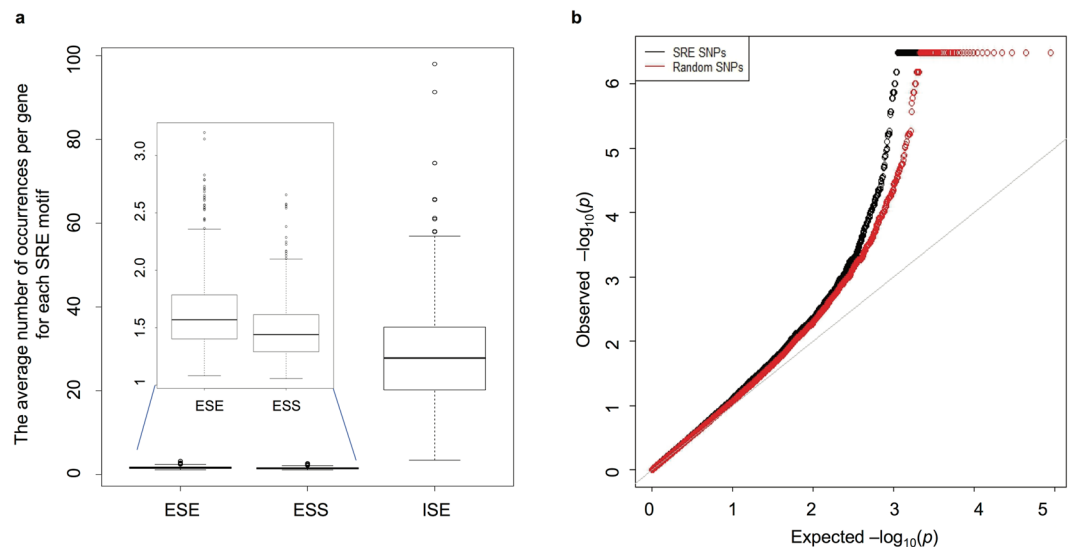 a
The average number of occurrences per gene
for each SRE motif
100
80
60
40
20
0
3.0
2.5
2.0
1.5
1
ESE
ESS
ESE
ESS
ISE
b
SRE SNPs
Random SNPs
Observed –log10(p)
6
5
4
3
2
1
0
0
1
2
3
4
5
Expected –log10(p)